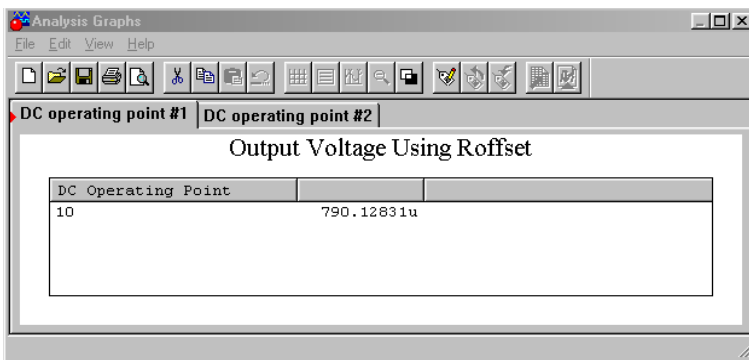 Analysis Graphs
File Edit View Help
DC operating point #1 DC operating point #2
Output Voltage Using Roffset
DC Operating Point
10 790.12831u